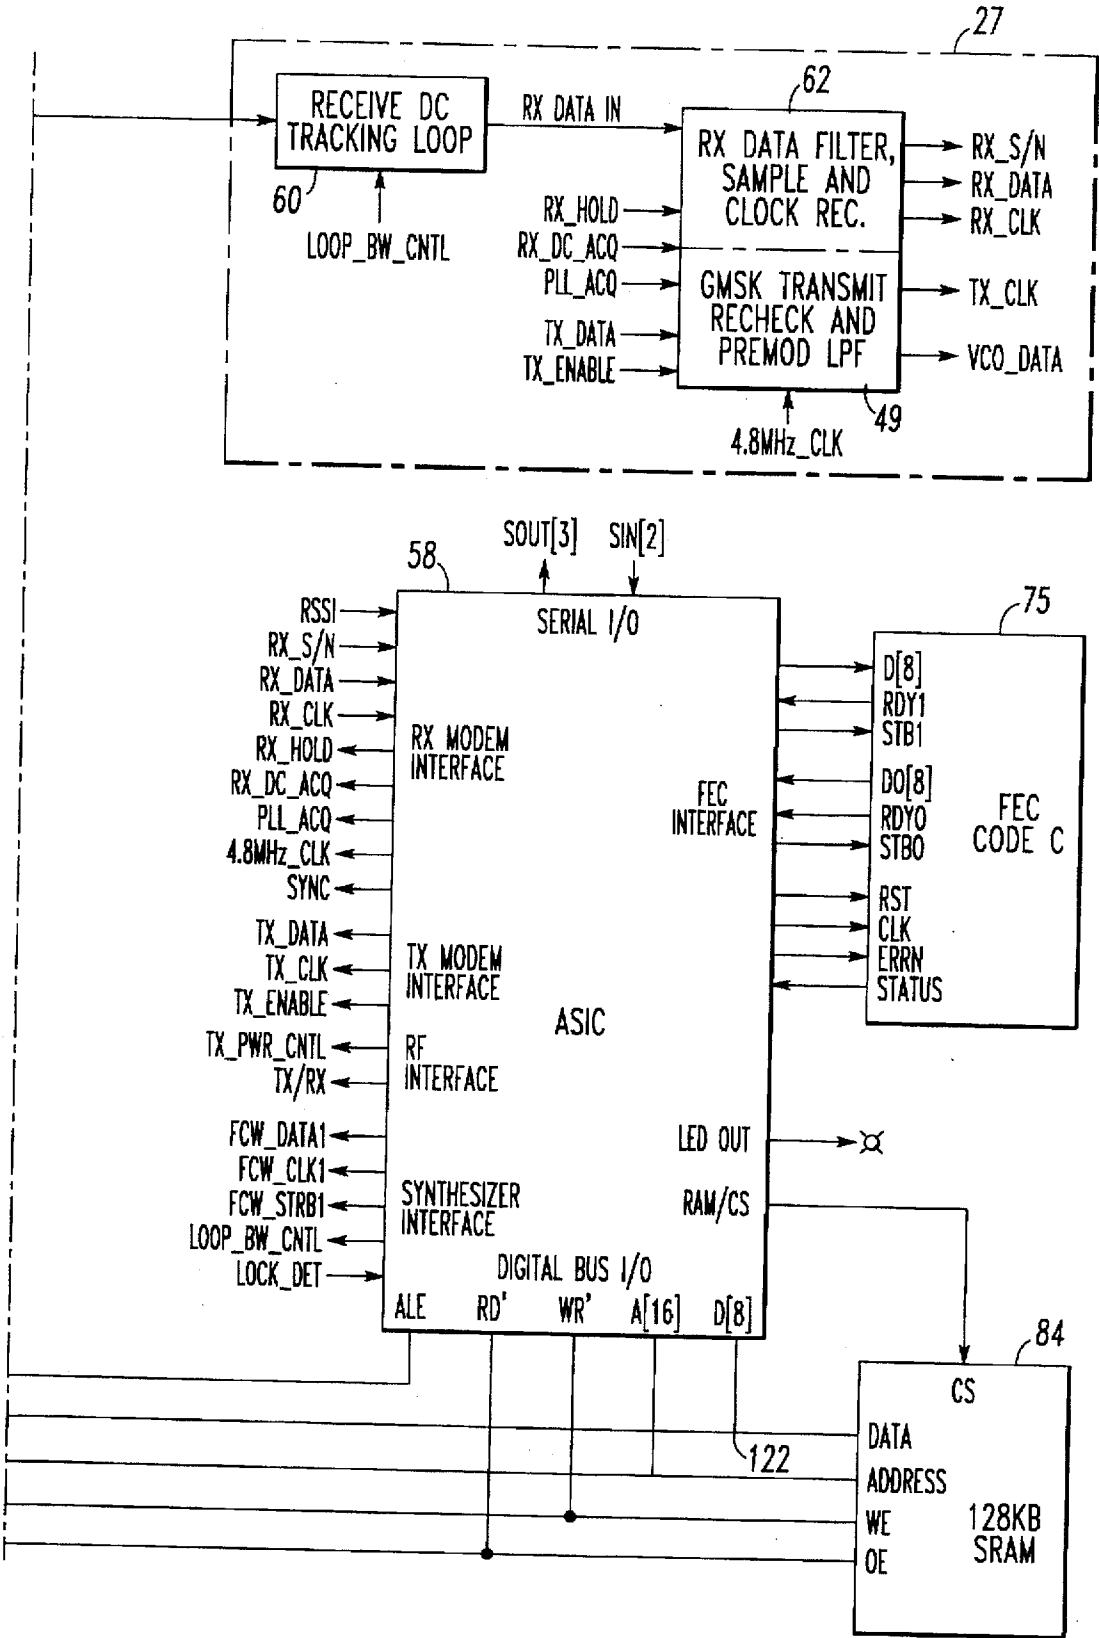 27
RECEIVE DC
TRACKING LOOP
60
LOOP_BW_CNTL
RX DATA IN
62
RX DATA FILTER,
SAMPLE AND
CLOCK REC.
RX_HOLD
RX_DC_ACQ
PLL_ACQ
TX_DATA
TX_ENABLE
GMSK TRANSMIT
RECHECK AND
PREMOD LPF
49
4.8MHz_CLK
RX_S/N
RX_DATA
RX_CLK
TX_CLK
VCO_DATA
SOUT[3]
SIN[2]
58
SERIAL I/O
RSSI
RX_S/N
RX_DATA
RX_CLK
RX_HOLD
RX_DC_ACQ
PLL_ACQ
4.8MHz_CLK
SYNC
TX_DATA
TX_CLK
TX_ENABLE
TX_PWR_CNTL
TX/RX
FCW_DATA1
FCW_CLK1
FCW_STRB1
LOOP_BW_CNTL
LOCK_DET
RX MODEM
INTERFACE
TX MODEM
INTERFACE
RF
INTERFACE
SYNTHESIZER
INTERFACE
ASIC
FEC
INTERFACE
LED OUT
RAM/CS
DIGITAL BUS I/O
ALE RD' WR' A[16] D[8]
75
D[8]
RDY1
STB1
DO[8]
RDYO
STBO
RST
CLK
ERRN
STATUS
FEC
CODE C
122
84
CS
DATA
ADDRESS
WE
OE
128KB
SRAM